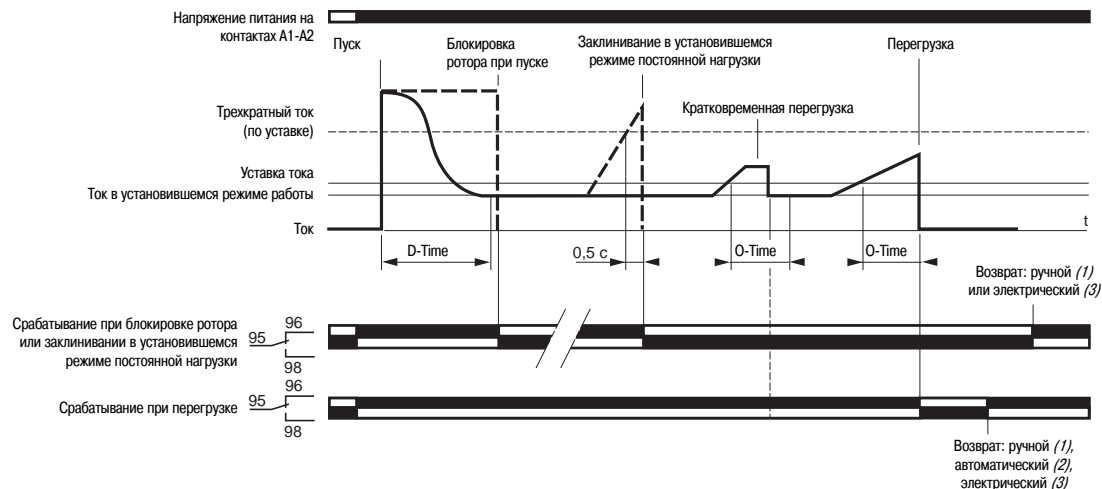 Напряжение питания на
контактах A1-A2
Пуск
Блокировка
ротора при пуске
Заклинивание в установившемся
режиме постоянной нагрузки
Перегрузка
Трехкратный ток
(по уставке)
Кратковременная перегрузка
Уставка тока
Ток в установившемся режиме работы
Ток
t
D-Time
0,5 с
O-Time
O-Time
Возврат: ручной (1)
или электрический (3)
Срабатывание при блокировке ротора
или заклинивании в установившемся
режиме постоянной нагрузки
95
96
98
Срабатывание при перегрузке
95
96
98
Возврат: ручной (1),
автоматический (2),
электрический (3)